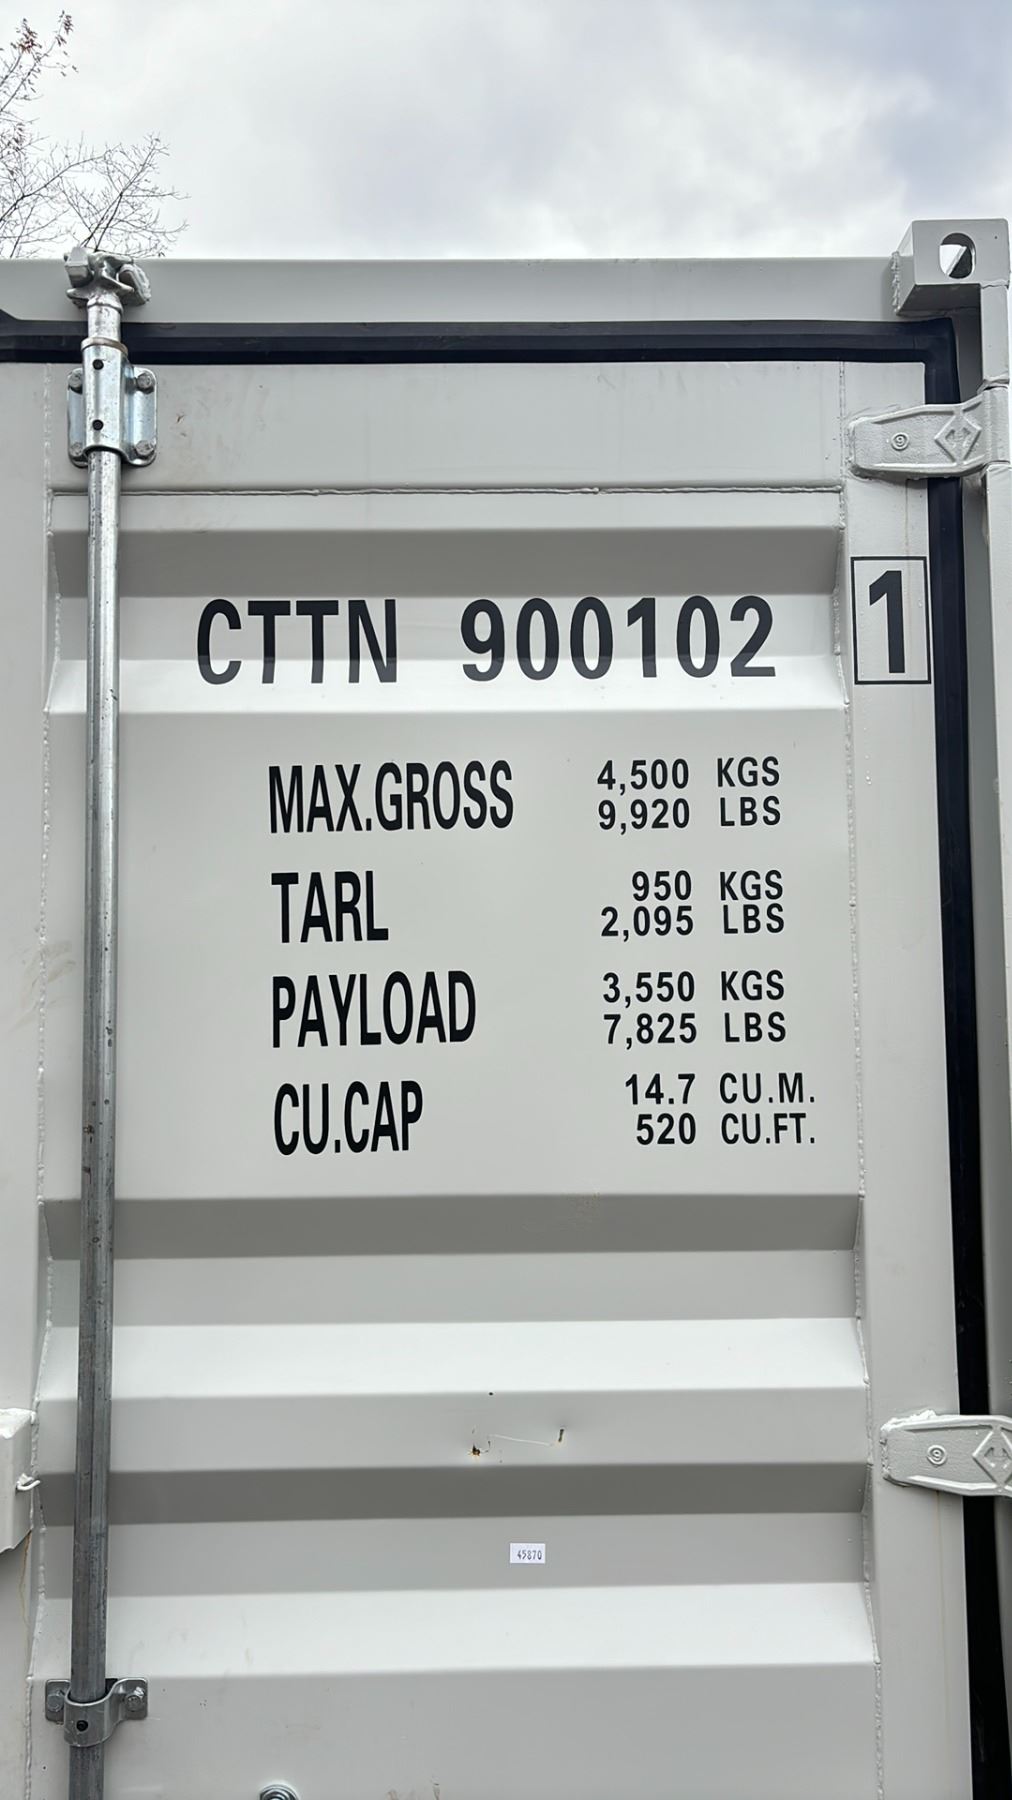 CTTN 900102 1
MAX.GROSS 4,500 KGS
9,920 LBS
TARL 950 KGS
2,095 LBS
PAYLOAD 3,550 KGS
7,825 LBS
CU.CAP 14.7 CU.M.
520 CU.FT.
45870